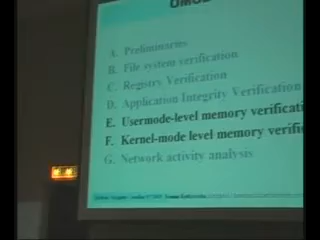 A. Preliminaries
B. File system verification
C. Registry Verification
D. Application Integrity Verification
E. Usermode-level memory verificati
F. Kernel-mode level memory verifi
G. Network activity analysis